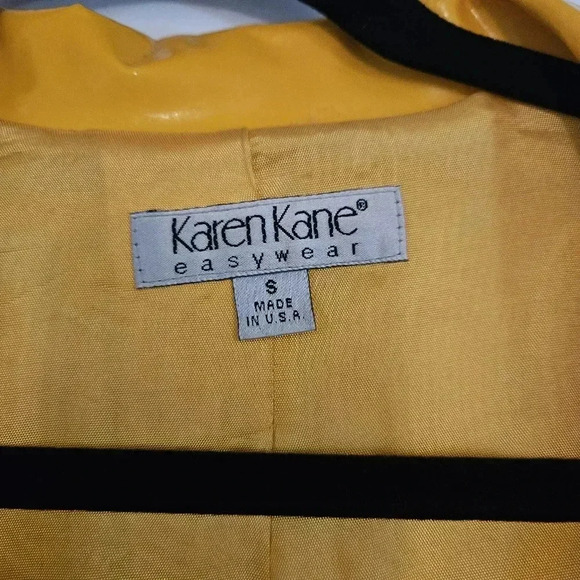 Karen Kane®
easywear
S
MADE
IN U.S.A.